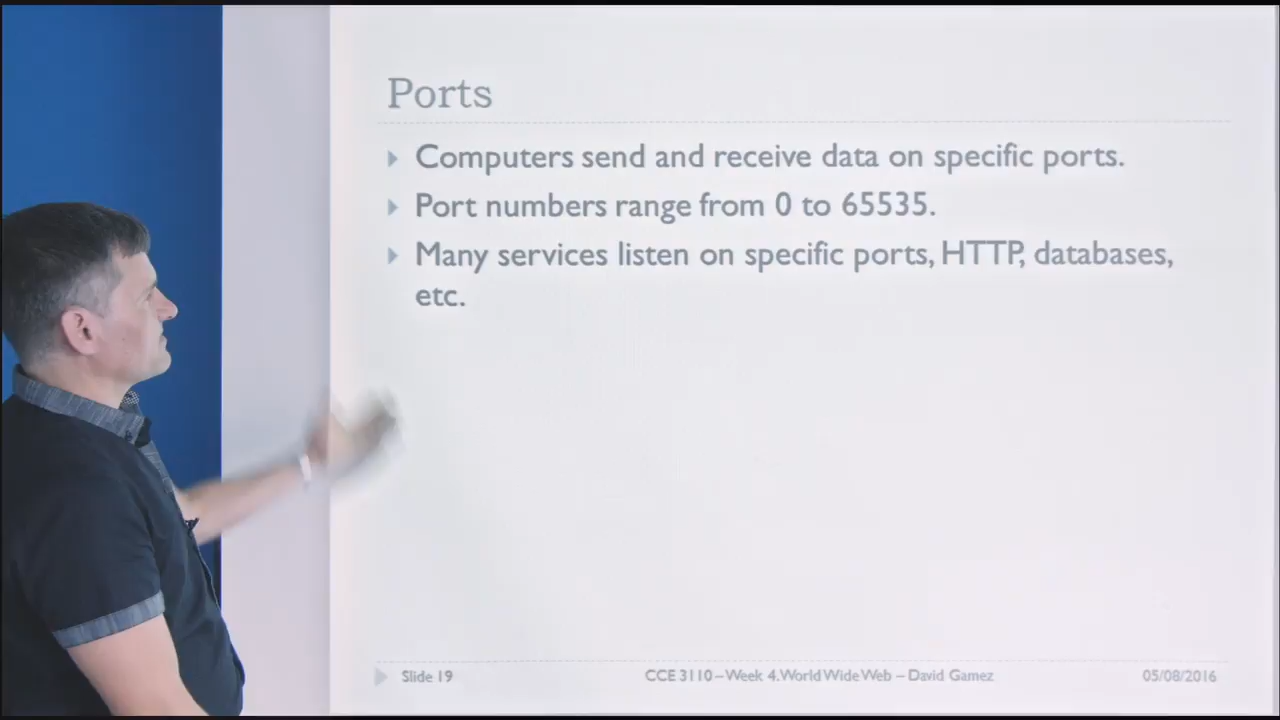 Ports
Computers send and receive data on specific ports.
Port numbers range from 0 to 65535.
Many services listen on specific ports, HTTP, databases,
etc.
Slide 19
CCE 3110 – Week 4. World Wide Web – David Gamez
05/08/2016